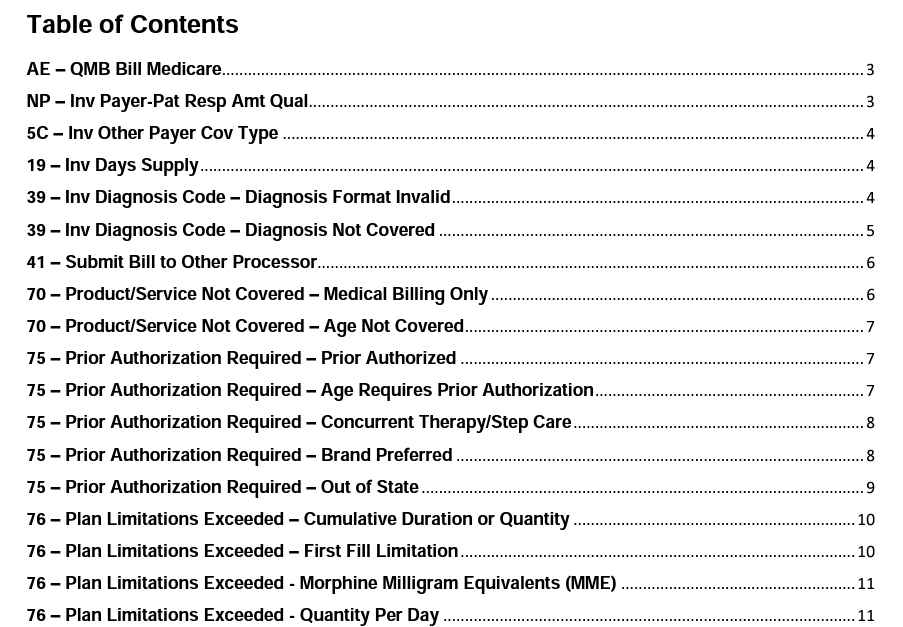 Table of Contents
AE – QMB Bill Medicare........................................................................................................3
NP – Inv Payer-Pat Resp Amt Qual........................................................................................................3
5C – Inv Other Payer Cov Type ........................................................................................................4
19 – Inv Days Supply........................................................................................................4
39 – Inv Diagnosis Code – Diagnosis Format Invalid........................................................................................................4
39 – Inv Diagnosis Code – Diagnosis Not Covered ........................................................................................................5
41 – Submit Bill to Other Processor........................................................................................................6
70 – Product/Service Not Covered – Medical Billing Only ........................................................................................................6
70 – Product/Service Not Covered – Age Not Covered........................................................................................................7
75 – Prior Authorization Required – Prior Authorized ........................................................................................................7
75 – Prior Authorization Required – Age Requires Prior Authorization........................................................................................................7
75 – Prior Authorization Required – Concurrent Therapy/Step Care........................................................................................................8
75 – Prior Authorization Required – Brand Preferred ........................................................................................................8
75 – Prior Authorization Required – Out of State ........................................................................................................9
76 – Plan Limitations Exceeded – Cumulative Duration or Quantity ........................................................................................................10
76 – Plan Limitations Exceeded – First Fill Limitation........................................................................................................10
76 – Plan Limitations Exceeded - Morphine Milligram Equivalents (MME) ........................................................................................................11
76 – Plan Limitations Exceeded - Quantity Per Day ........................................................................................................11